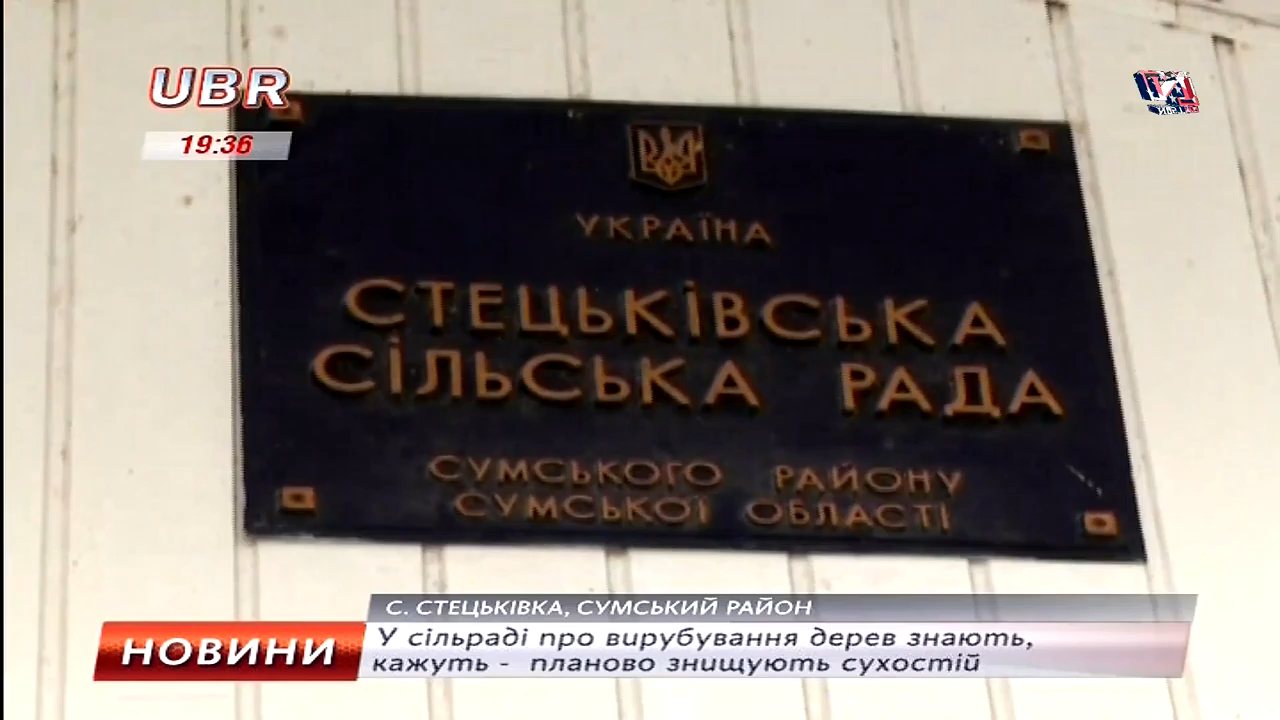 UBR
19:36
УКРАЇНА
СТЕЦЬКІВСЬКА
СІЛЬСЬКА РАДА
СУМСЬКОГО РАЙОНУ
СУМСЬКОЇ ОБЛАСТІ
С. СТЕЦЬКІВКА, СУМСЬКИЙ РАЙОН
НОВИНИ
У сільраді про вирубування дерев знають,
кажуть - планово знищують сухостій